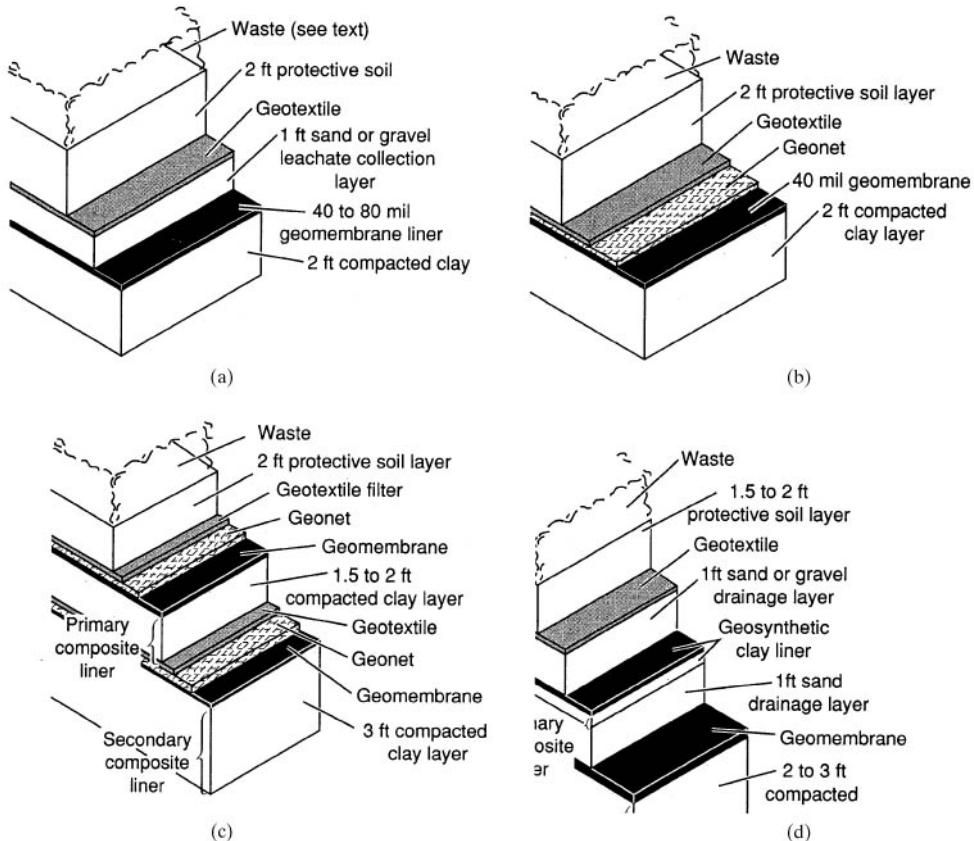 Waste (see text)
2 ft protective soil
Geotextile
1 ft sand or gravel
leachate collection
layer
40 to 80 mil
geomembrane liner
2 ft compacted clay
(a)
Waste
2 ft protective soil layer
Geotextile
Geonet
40 mil geomembrane
2 ft compacted
clay layer
(b)
Waste
2 ft protective soil layer
Geotextile filter
Geonet
Geomembrane
1.5 to 2 ft
compacted clay layer
Geotextile
Geonet
Geomembrane
3 ft compacted
clay layer
Primary
composite
liner
Secondary
composite
liner
(c)
Waste
1.5 to 2 ft
protective soil layer
Geotextile
1ft sand or gravel
drainage layer
Geosynthetic
clay liner
1ft sand
drainage layer
Geomembrane
2 to 3 ft
compacted
(d)